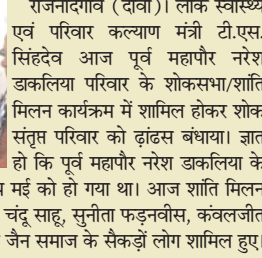 राजनांदगांव (दावा)। लोक स्वास्थ्य
एवं परिवार कल्याण मंत्री टी.एस.
सिंहदेव आज पूर्व महापौर नरेश
डाकलिया परिवार के शोकसभा/शांति
मिलन कार्यक्रम में शामिल होकर शोक
संतृप्त परिवार को ढ़ांढस बंधाया। ज्ञात
हो कि पूर्व महापौर नरेश डाकलिया के
मई को हो गया था। आज शांति मिलन
चंदू साहू, सुनीता फड़नवीस, कंवलजीत
जैन समाज के सैकड़ों लोग शामिल हुए।